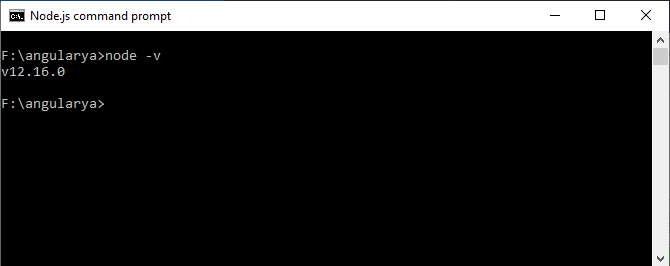 Node.js command prompt
F:\angularya>node -v
v12.16.0
F:\angularya>